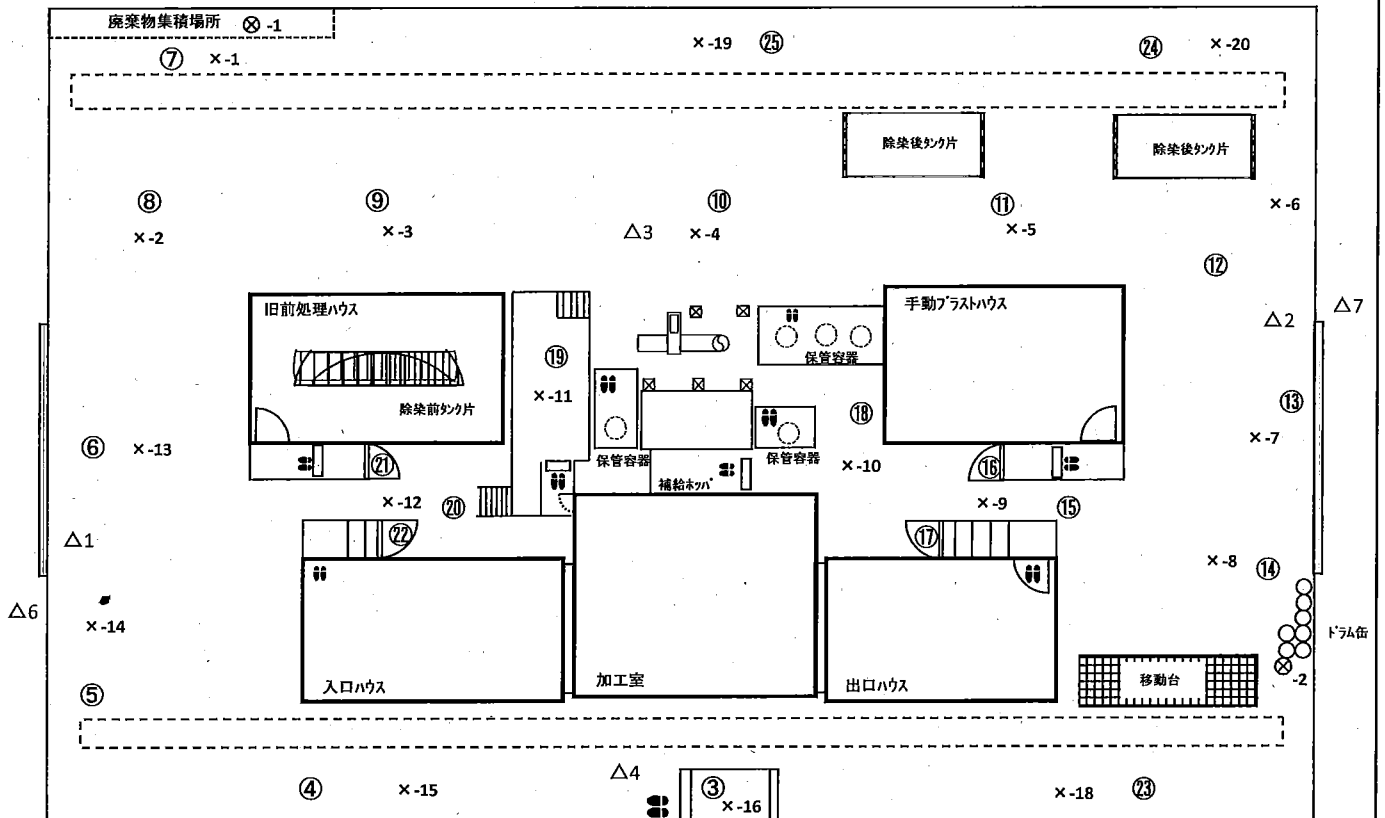 廃棄物集積場所 ⊗ -1
⑦ ×-1
×-19 ㉕
㉔ ×-20
除染後タンク片
除染後タンク片
⑧
×-2
⑨
×-3
⑩
△3 ×-4
⑪
×-5
×-6
⑫
△2
△7
旧前処理ハウス
除染前タンク片
⑲
×-11
保管容器
手動ブラストハウス
⑱
⑬
×-7
⑥ ×-13
㉑
保管容器
保管容器
補給ホッパ
×-10
⑯
×-12 ⑳
×-9 ⑮
△1
㉒
⑰
×-8 ⑭
△6
×-14
ドラム缶
入口ハウス
加工室
出口ハウス
移動台
⊗ -2
⑤
④ ×-15
△4
③
×-16
×-18 ㉓